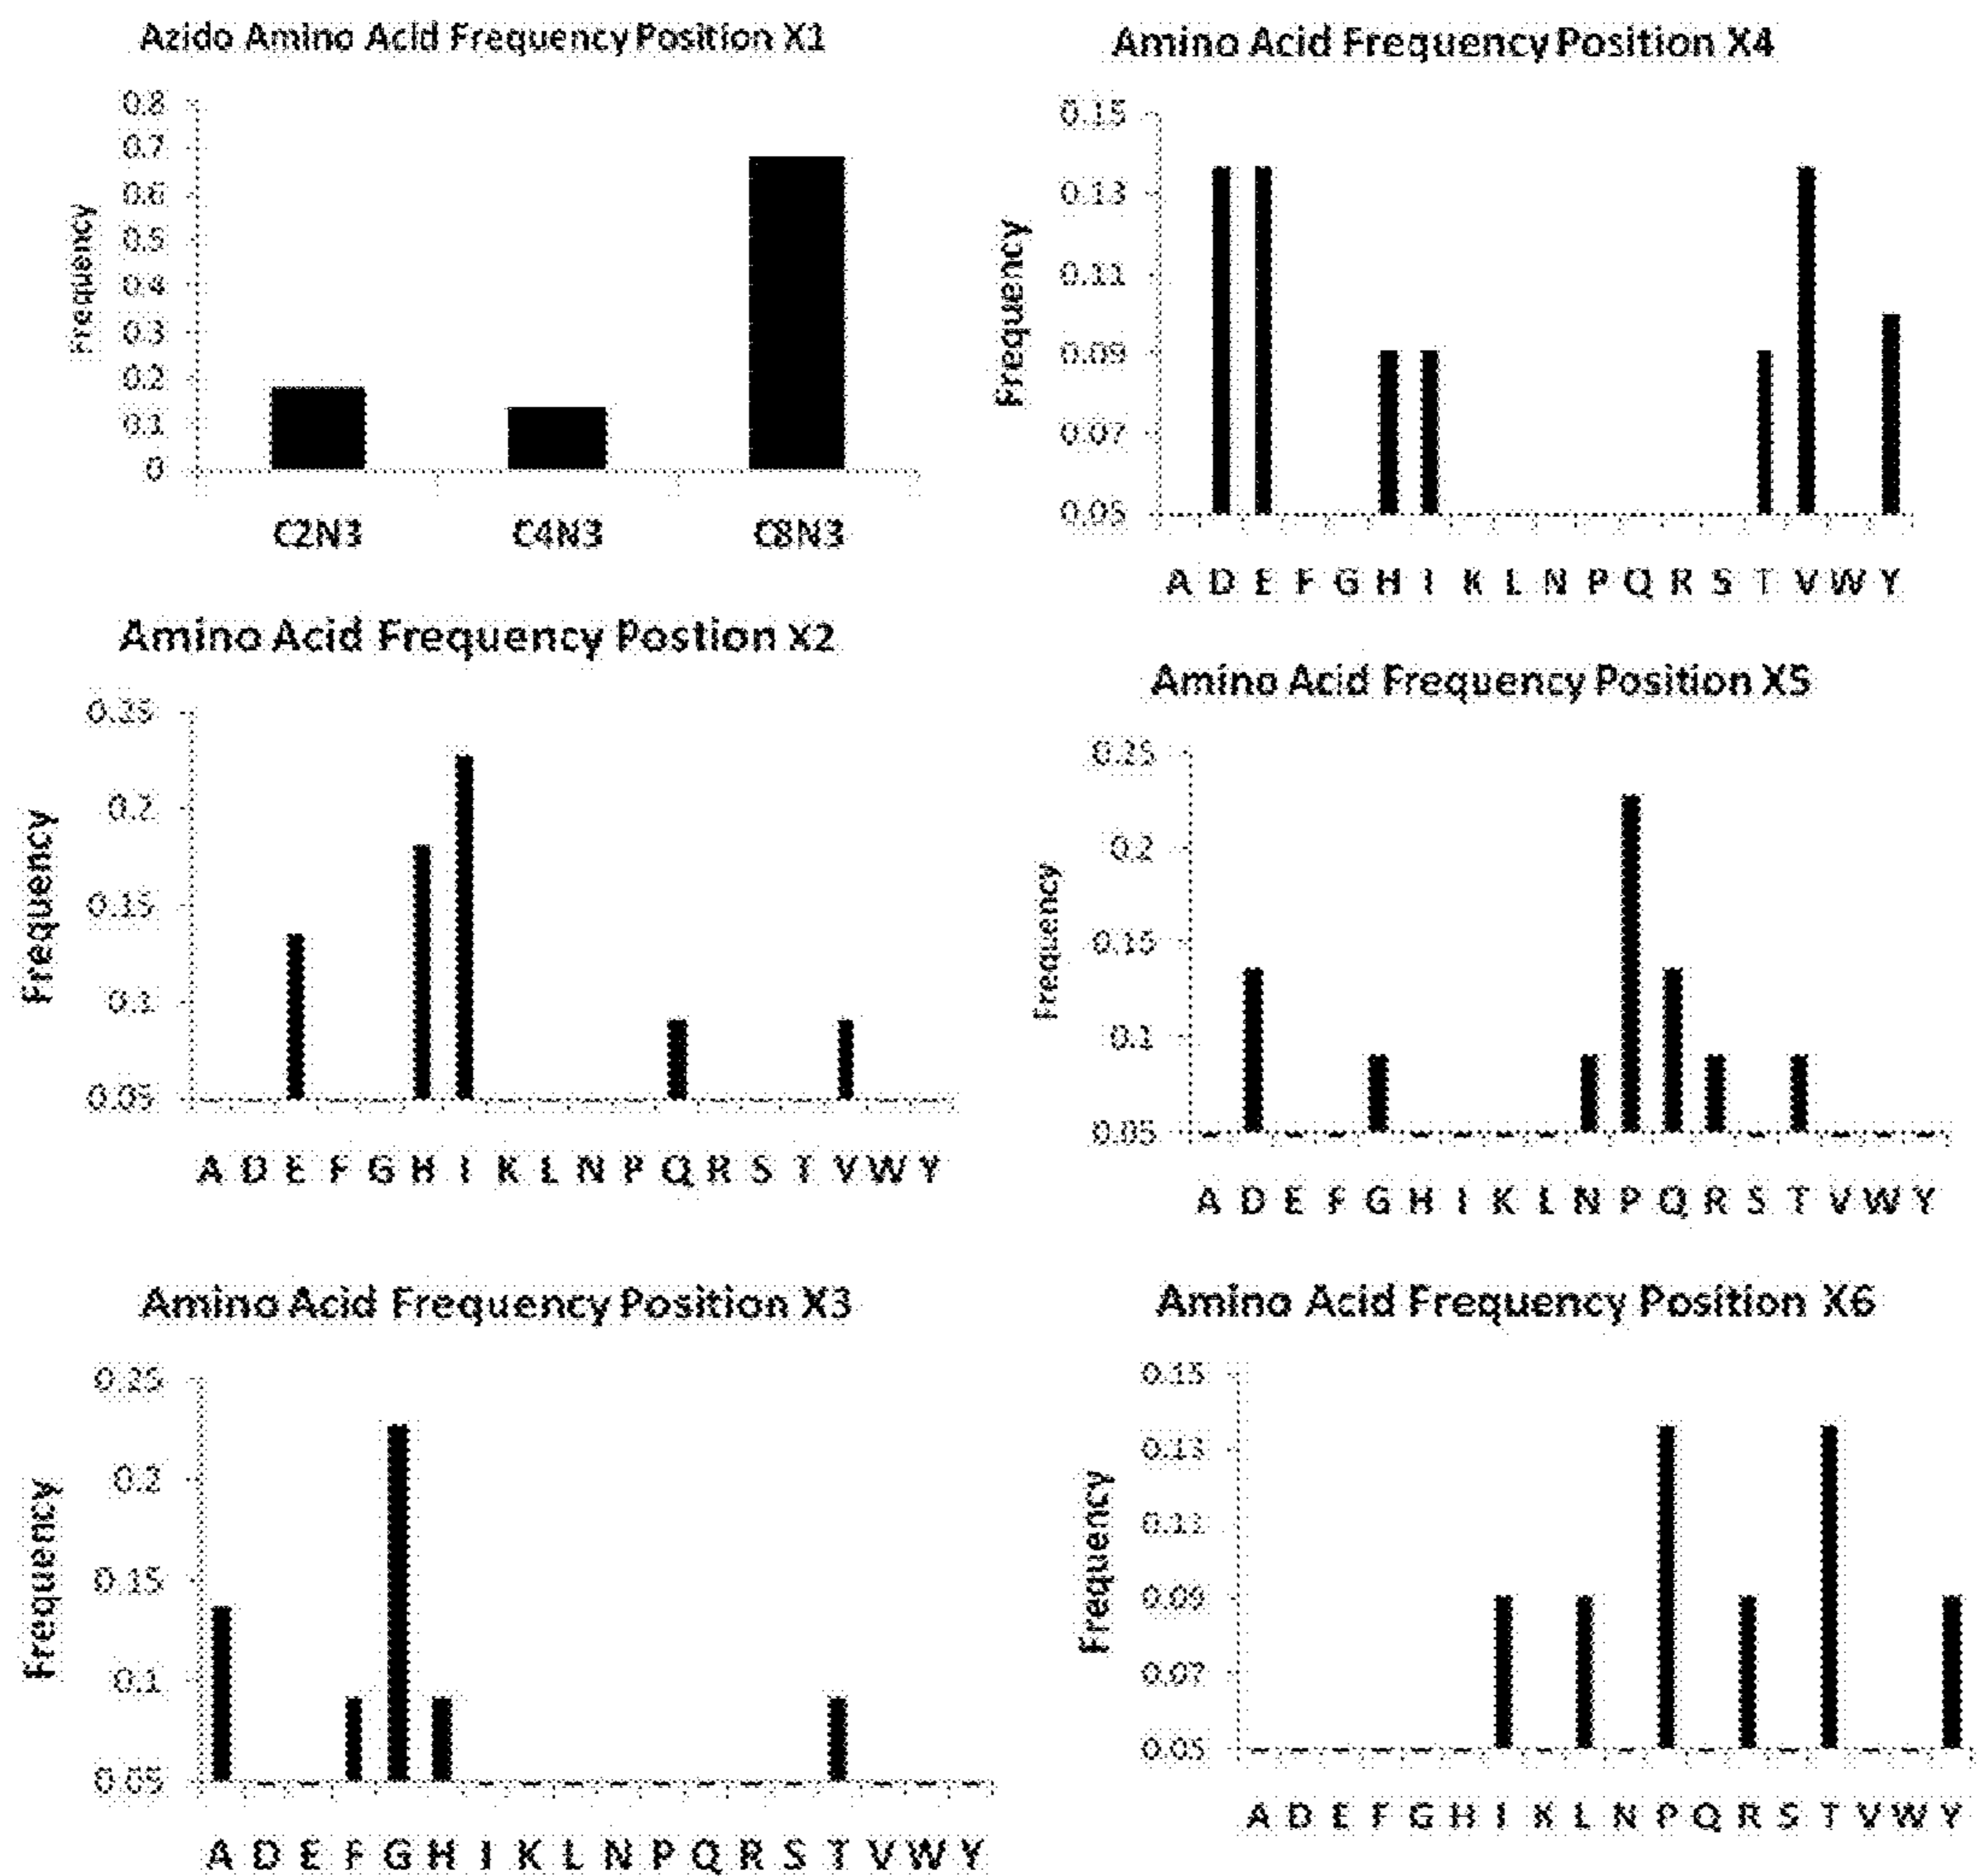 Azido Amino Acid Frequency Position X1
0.8
0.7
0.6
0.5
0.4
0.3
0.2
0.1
0
Frequency
C2N3 C4N3 C8N3
Amino Acid Frequency Postion X2
0.25
0.2
0.15
0.1
0.05
Frequency
A D E F G H I K L N P Q R S T V W Y
Amino Acid Frequency Position X3
0.25
0.2
0.15
0.1
0.05
Frequency
A D E F G H I K L N P Q R S T V W Y
Amino Acid Frequency Position X4
0.15
0.13
0.11
0.09
0.07
0.05
Frequency
A D E F G H I K L N P Q R S T V W Y
Amino Acid Frequency Position X5
0.25
0.2
0.15
0.1
0.05
Frequency
A D E F G H I K L N P Q R S T V W Y
Amino Acid Frequency Position X6
0.15
0.13
0.11
0.09
0.07
0.05
Frequency
A D E F G H I K L N P Q R S T V W Y